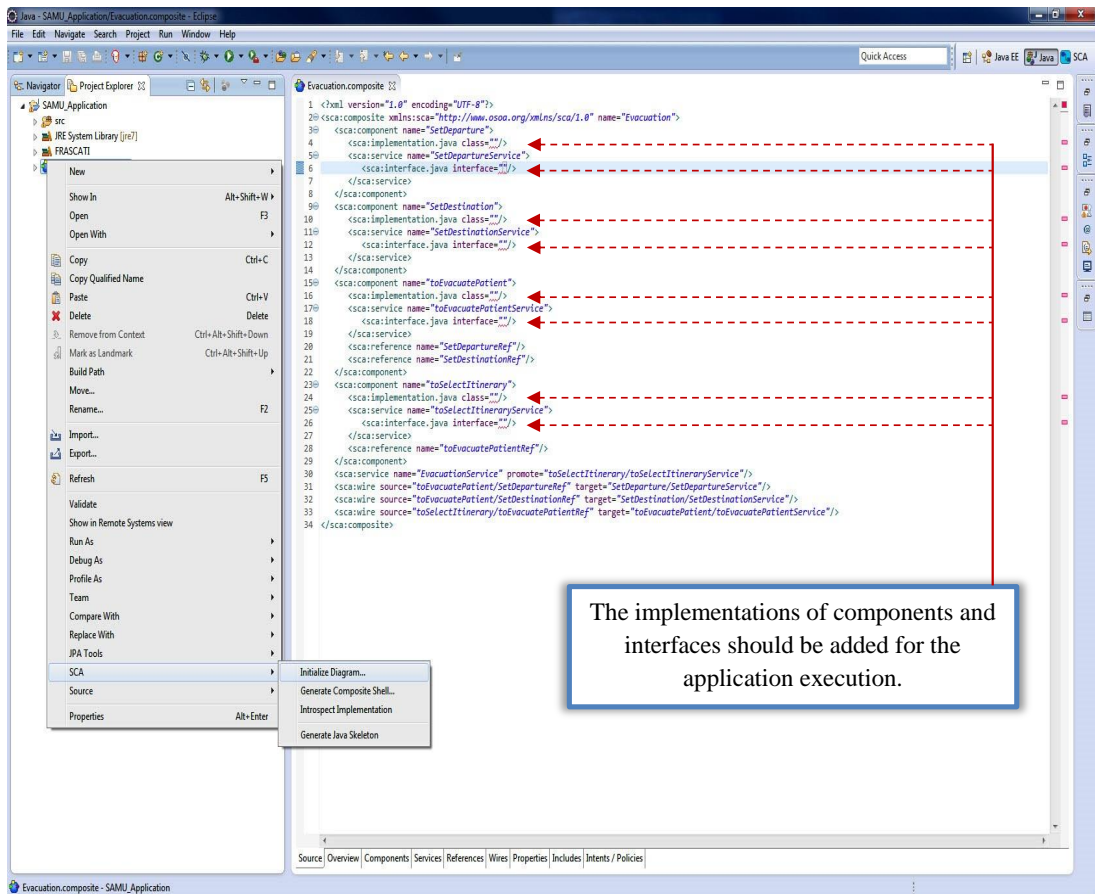 Java - SAMU_Application/Evacuation.composite - Eclipse
File Edit Navigate Search Project Run Window Help
Quick Access
Java EE Java SCA
Navigator Project Explorer
SAMU_Application
src
JRE System Library [jre7]
FRASCATI
New
Show In Alt+Shift+W
Open F3
Open With
Copy Ctrl+C
Copy Qualified Name
Paste Ctrl+V
Delete Delete
Remove from Context Ctrl+Alt+Shift+Down
Mark as Landmark Ctrl+Alt+Shift+Up
Build Path
Move...
Rename... F2
Import...
Export...
Refresh F5
Validate
Show in Remote Systems view
Run As
Debug As
Profile As
Team
Compare With
Replace With
JPA Tools
SCA
Source
Properties Alt+Enter
Initialize Diagram...
Generate Composite Shell...
Introspect Implementation
Generate Java Skeleton
Evacuation.composite
1 <?xml version="1.0" encoding="UTF-8"?>
2 <sca:composite xmlns:sca="http://www.osoa.org/xmlns/sca/1.0" name="Evacuation">
3 <sca:component name="SetDeparture">
4 <sca:implementation.java class=""/>
5 <sca:service name="SetDepartureService">
6 <sca:interface.java interface=""/>
7 </sca:service>
8 </sca:component>
9 <sca:component name="SetDestination">
10 <sca:implementation.java class=""/>
11 <sca:service name="SetDestinationService">
12 <sca:interface.java interface=""/>
13 </sca:service>
14 </sca:component>
15 <sca:component name="toEvacuatePatient">
16 <sca:implementation.java class=""/>
17 <sca:service name="toEvacuatePatientService">
18 <sca:interface.java interface=""/>
19 </sca:service>
20 <sca:reference name="SetDepartureRef"/>
21 <sca:reference name="SetDestinationRef"/>
22 </sca:component>
23 <sca:component name="toSelectItinerary">
24 <sca:implementation.java class=""/>
25 <sca:service name="toSelectItineraryService">
26 <sca:interface.java interface=""/>
27 </sca:service>
28 <sca:reference name="toEvacuatePatientRef"/>
29 </sca:component>
30 <sca:service name="EvacuationService" promote="toSelectItinerary/toSelectItineraryService"/>
31 <sca:wire source="toEvacuatePatient/SetDepartureRef" target="SetDeparture/SetDepartureService"/>
32 <sca:wire source="toEvacuatePatient/SetDestinationRef" target="SetDestination/SetDestinationService"/>
33 <sca:wire source="toSelectItinerary/toEvacuatePatientRef" target="toEvacuatePatient/toEvacuatePatientService"/>
34 </sca:composite>
The implementations of components and
interfaces should be added for the
application execution.
Source Overview Components Services References Wires Properties Includes Intents / Policies
Evacuation.composite - SAMU_Application